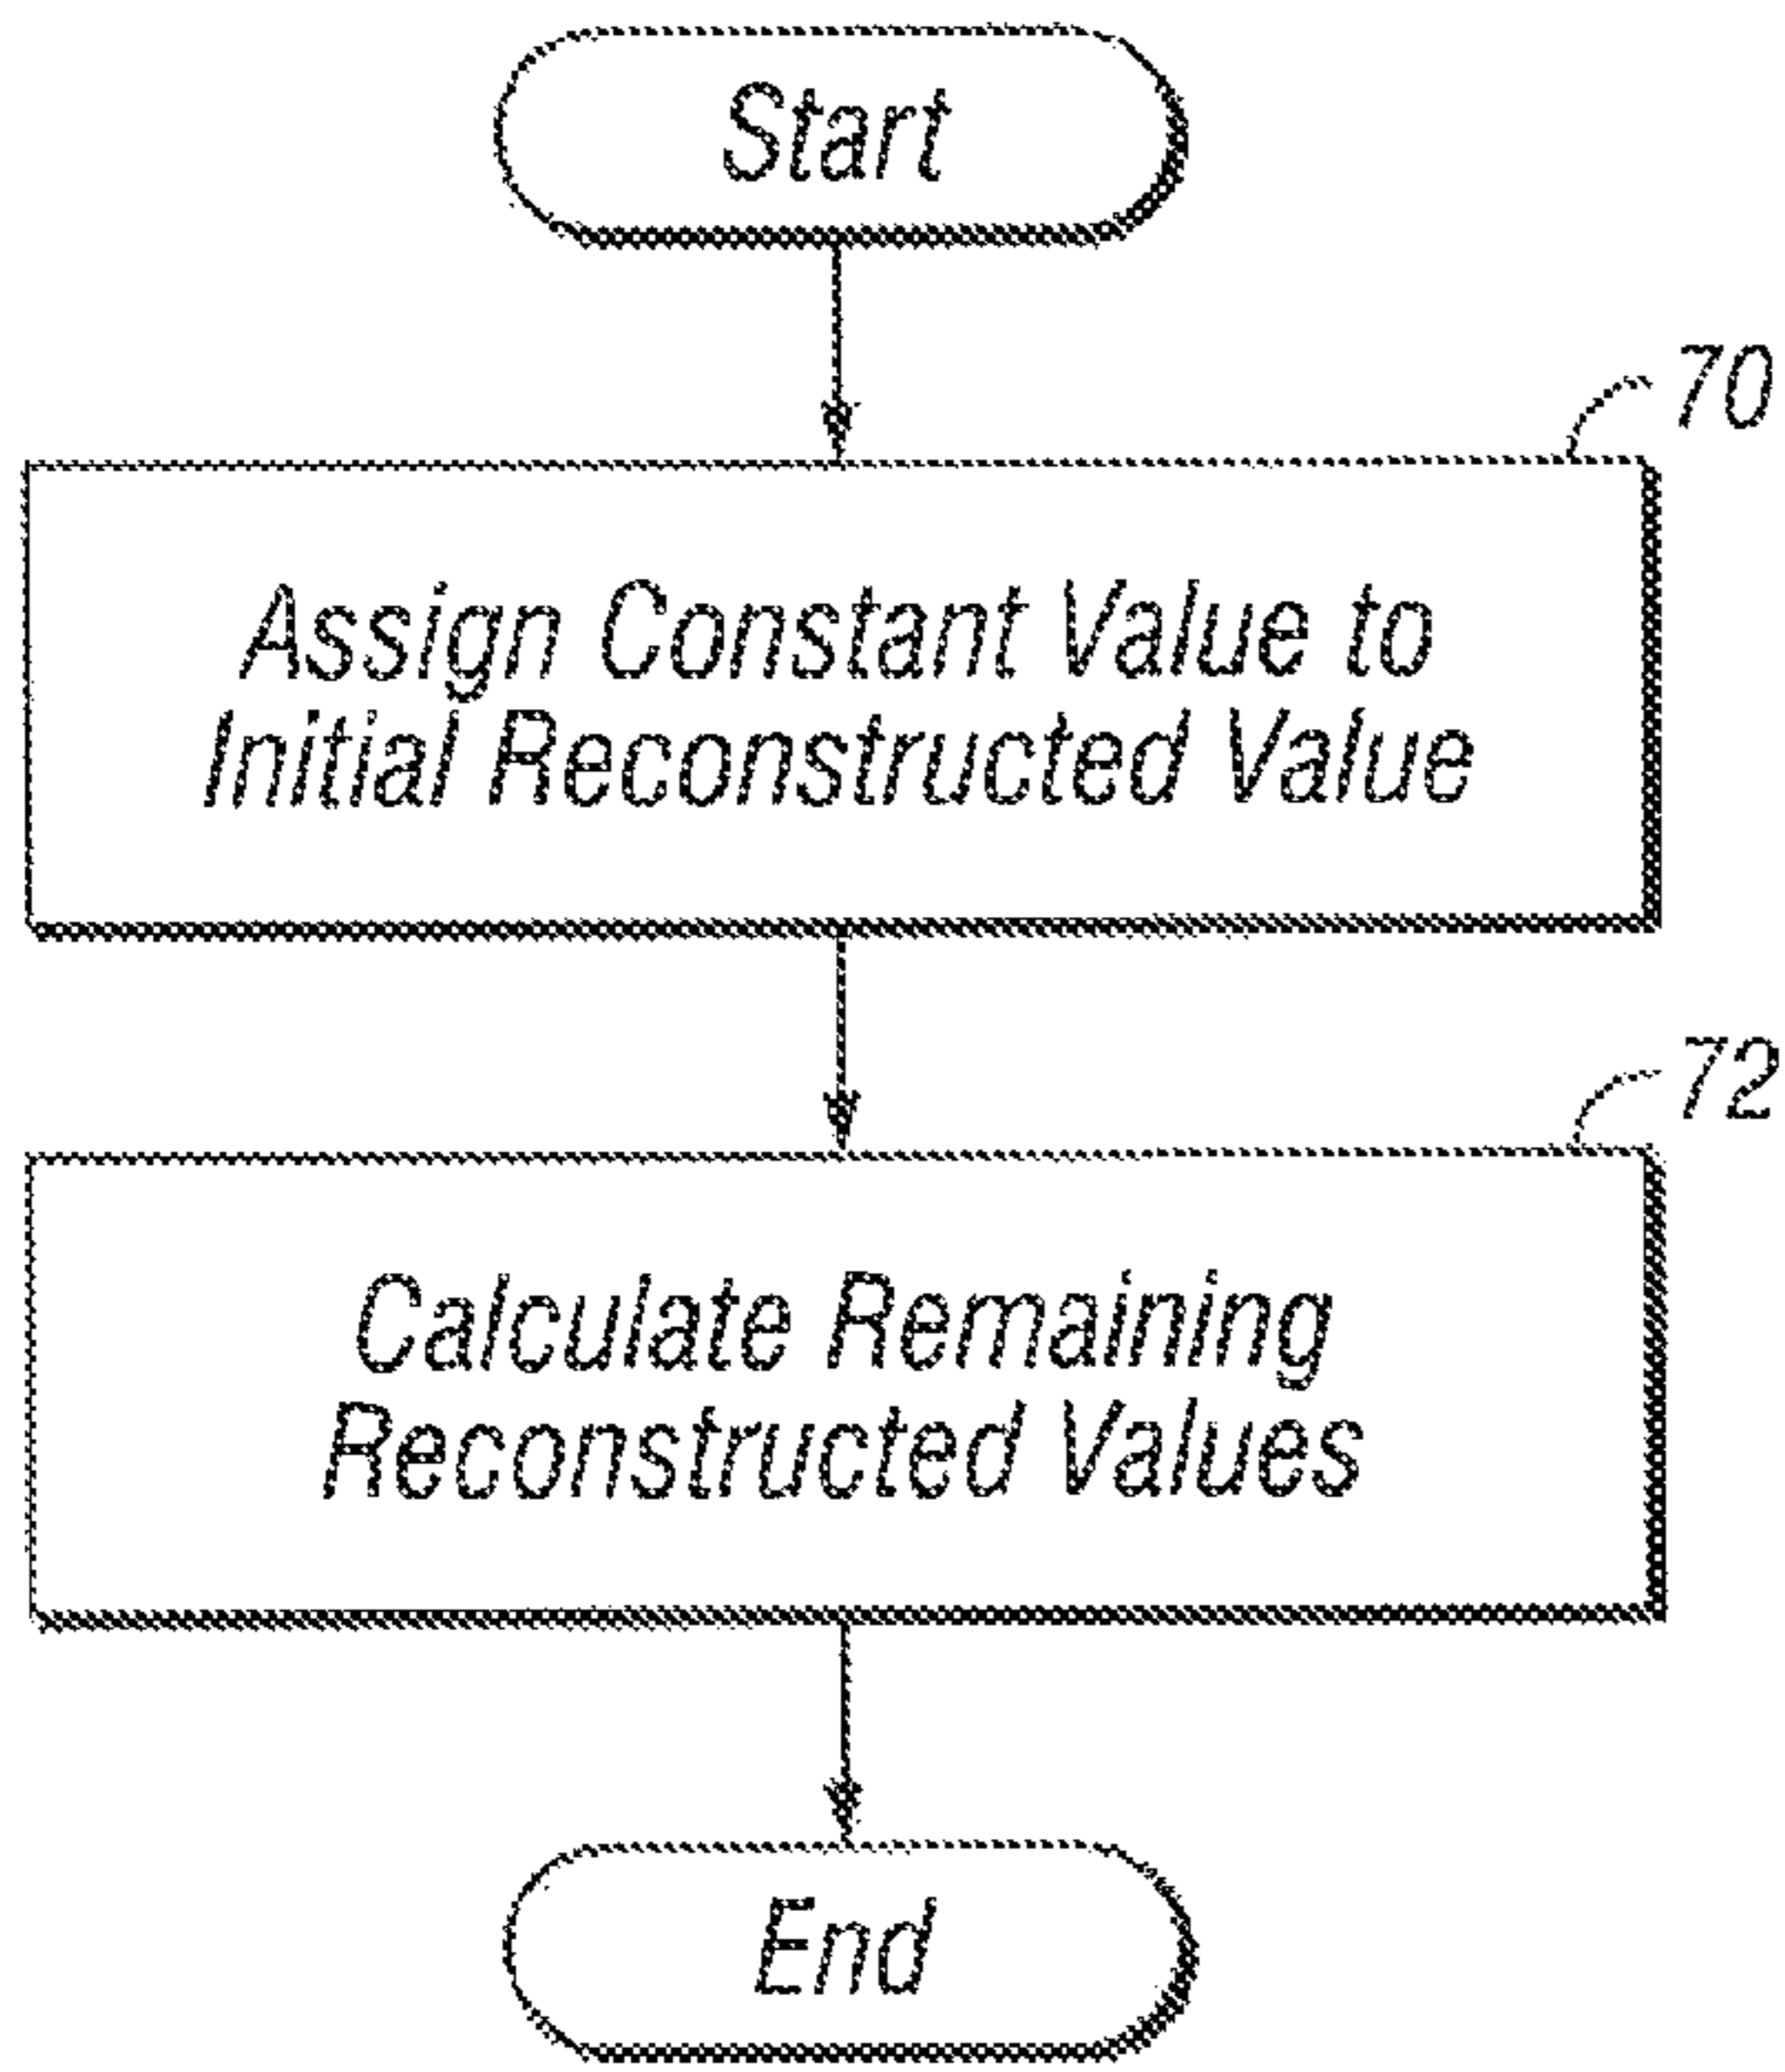 Start
70
Assign Constant Value to
Initial Reconstructed Value
72
Calculate Remaining
Reconstructed Values
End